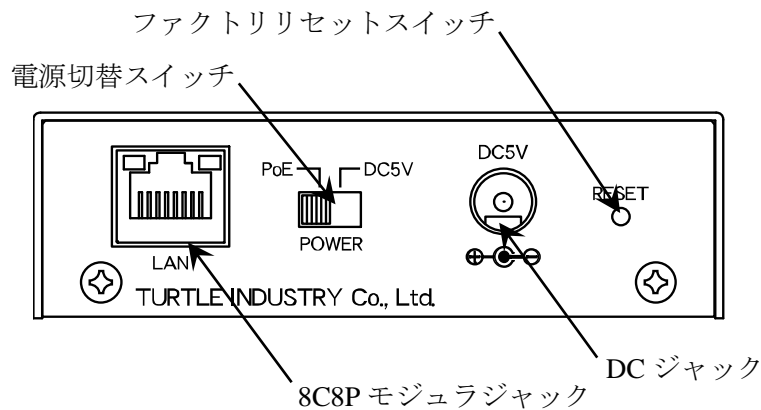 ファクトリリセットスイッチ
電源切替スイッチ
DC5V
PoE DC5V
RESET
POWER
LAN
TURTLE INDUSTRY Co., Ltd.
DC ジャック
8C8P モジュラジャック